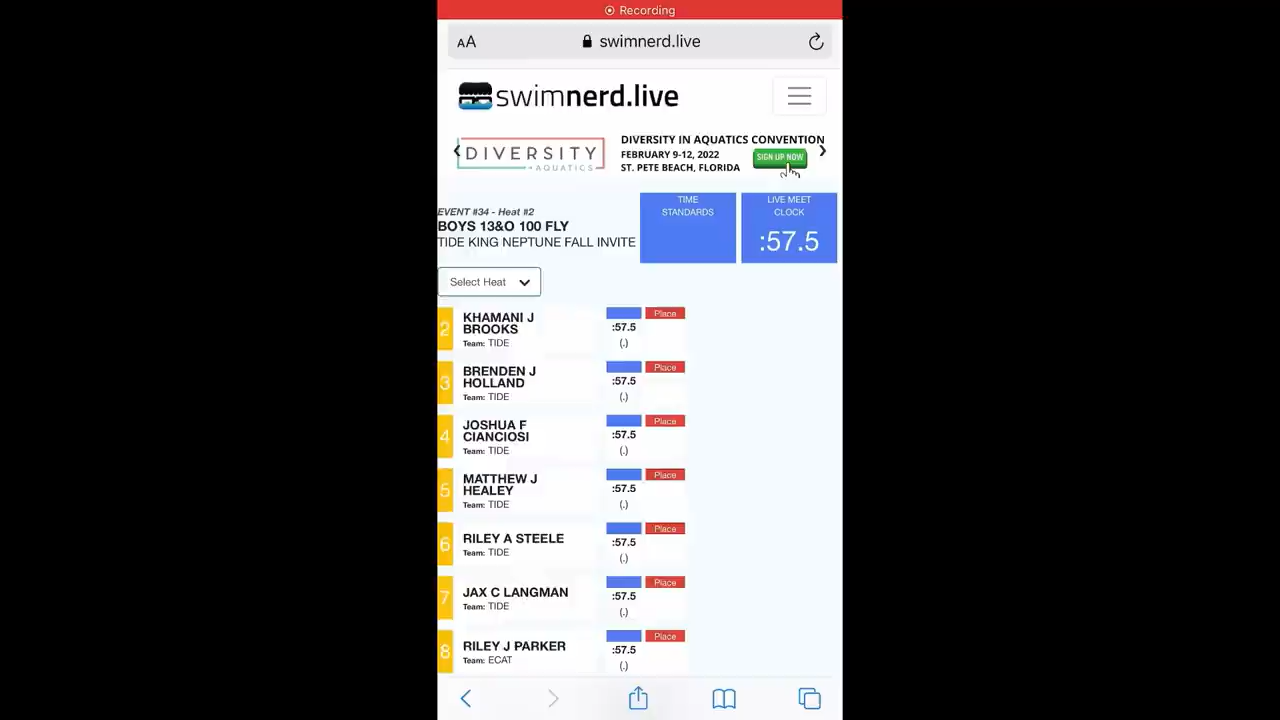 Recording
AA swimnerd.live
swimnerd.live
DIVERSITY
AQUATICS
DIVERSITY IN AQUATICS CONVENTION
FEBRUARY 9-12, 2022
ST. PETE BEACH, FLORIDA
SIGN UP NOW
EVENT #34 - Heat #2
BOYS 13&O 100 FLY
TIDE KING NEPTUNE FALL INVITE
TIME
STANDARDS
LIVE MEET
CLOCK
:57.5
Select Heat
2
KHAMANI J
BROOKS
Team: TIDE
:57.5
(.)
Place
3
BRENDEN J
HOLLAND
Team: TIDE
:57.5
(.)
Place
4
JOSHUA F
CIANCIOSI
Team: TIDE
:57.5
(.)
Place
5
MATTHEW J
HEALEY
Team: TIDE
:57.5
(.)
Place
6
RILEY A STEELE
Team: TIDE
:57.5
(.)
Place
7
JAX C LANGMAN
Team: TIDE
:57.5
(.)
Place
8
RILEY J PARKER
Team: ECAT
:57.5
(.)
Place